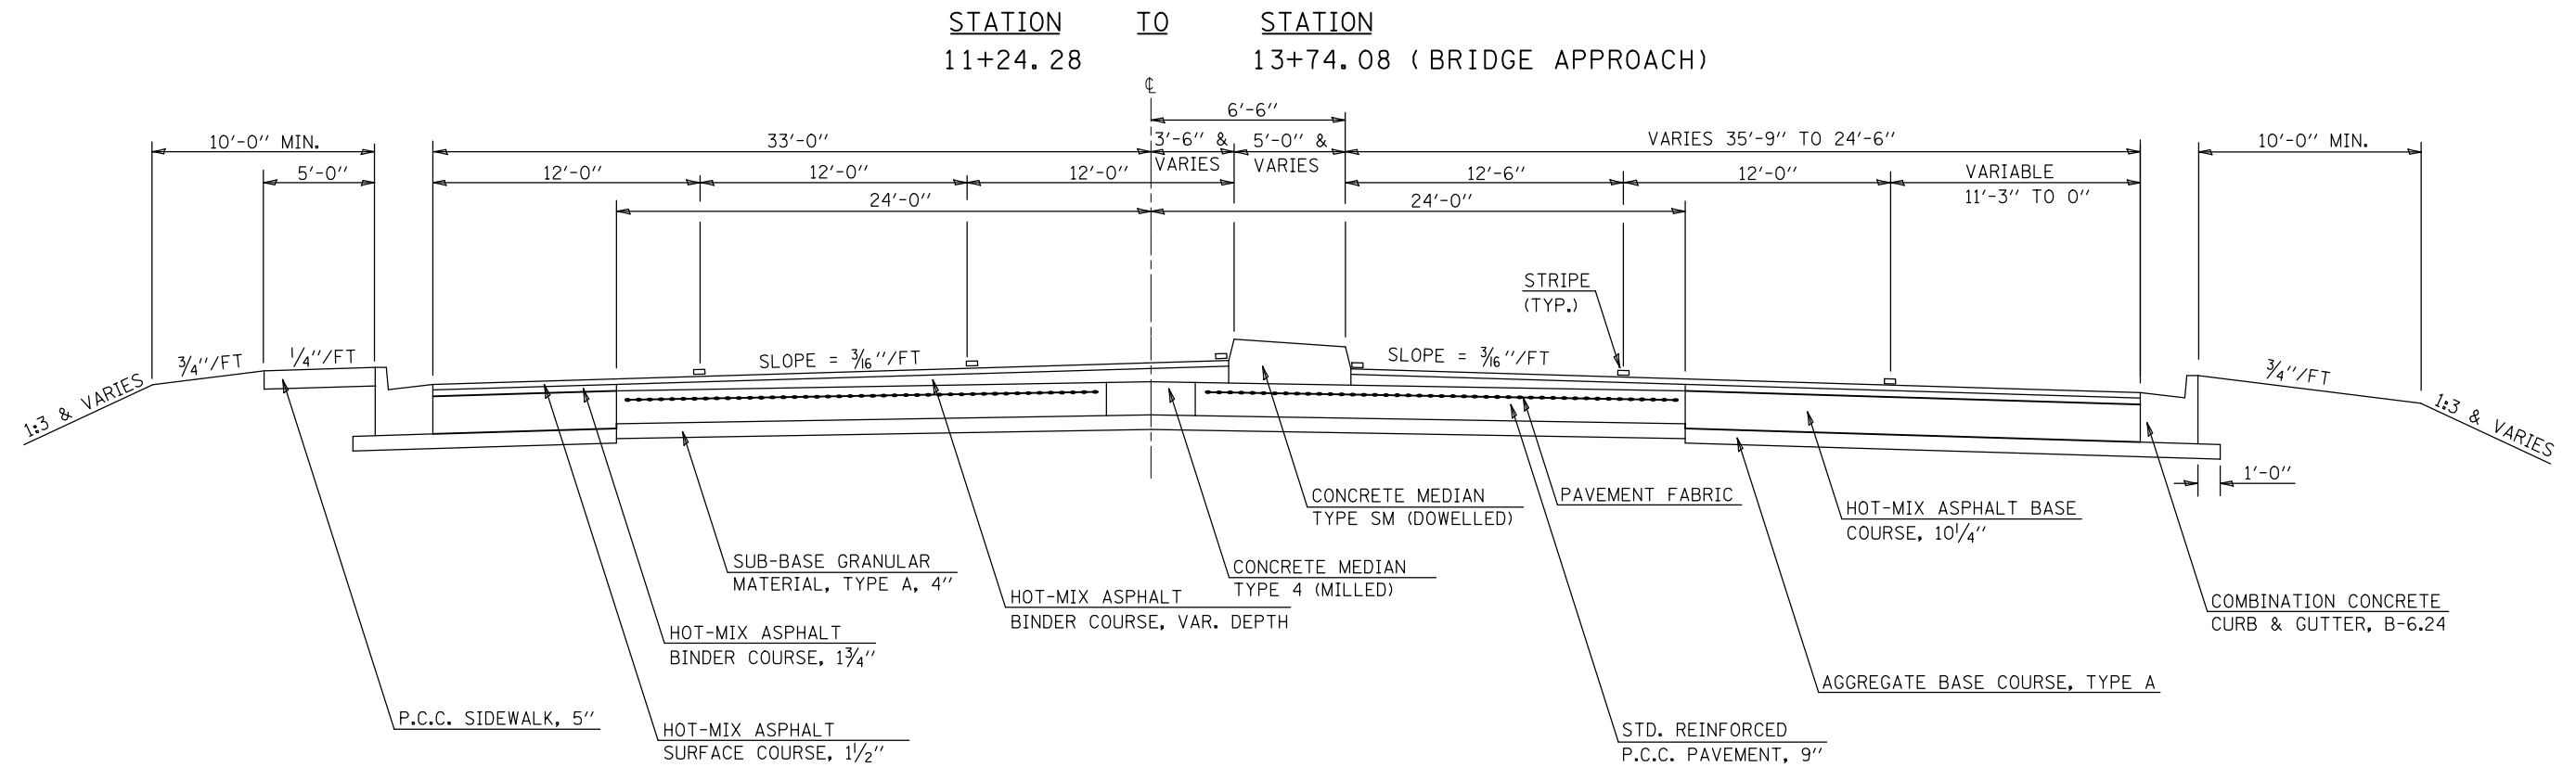 STATION TO STATION
11+24.28 13+74.08 (BRIDGE APPROACH)
℄
6'-6"
10'-0" MIN.
33'-0"
3'-6" &
VARIES
5'-0" &
VARIES
VARIES 35'-9" TO 24'-6"
10'-0" MIN.
5'-0"
12'-0"
12'-0"
12'-0"
12'-6"
12'-0"
VARIABLE
11'-3" TO 0"
24'-0"
24'-0"
STRIPE
(TYP.)
1:3 & VARIES
3/4"/FT
1/4"/FT
SLOPE = 3/16"/FT
SLOPE = 3/16"/FT
3/4"/FT
1:3 & VARIES
1'-0"
CONCRETE MEDIAN
TYPE SM (DOWELLED)
PAVEMENT FABRIC
HOT-MIX ASPHALT BASE
COURSE, 10 1/4"
SUB-BASE GRANULAR
MATERIAL, TYPE A, 4"
CONCRETE MEDIAN
TYPE 4 (MILLED)
HOT-MIX ASPHALT
BINDER COURSE, VAR. DEPTH
COMBINATION CONCRETE
CURB & GUTTER, B-6.24
HOT-MIX ASPHALT
BINDER COURSE, 1 3/4"
AGGREGATE BASE COURSE, TYPE A
P.C.C. SIDEWALK, 5"
HOT-MIX ASPHALT
SURFACE COURSE, 1 1/2"
STD. REINFORCED
P.C.C. PAVEMENT, 9"